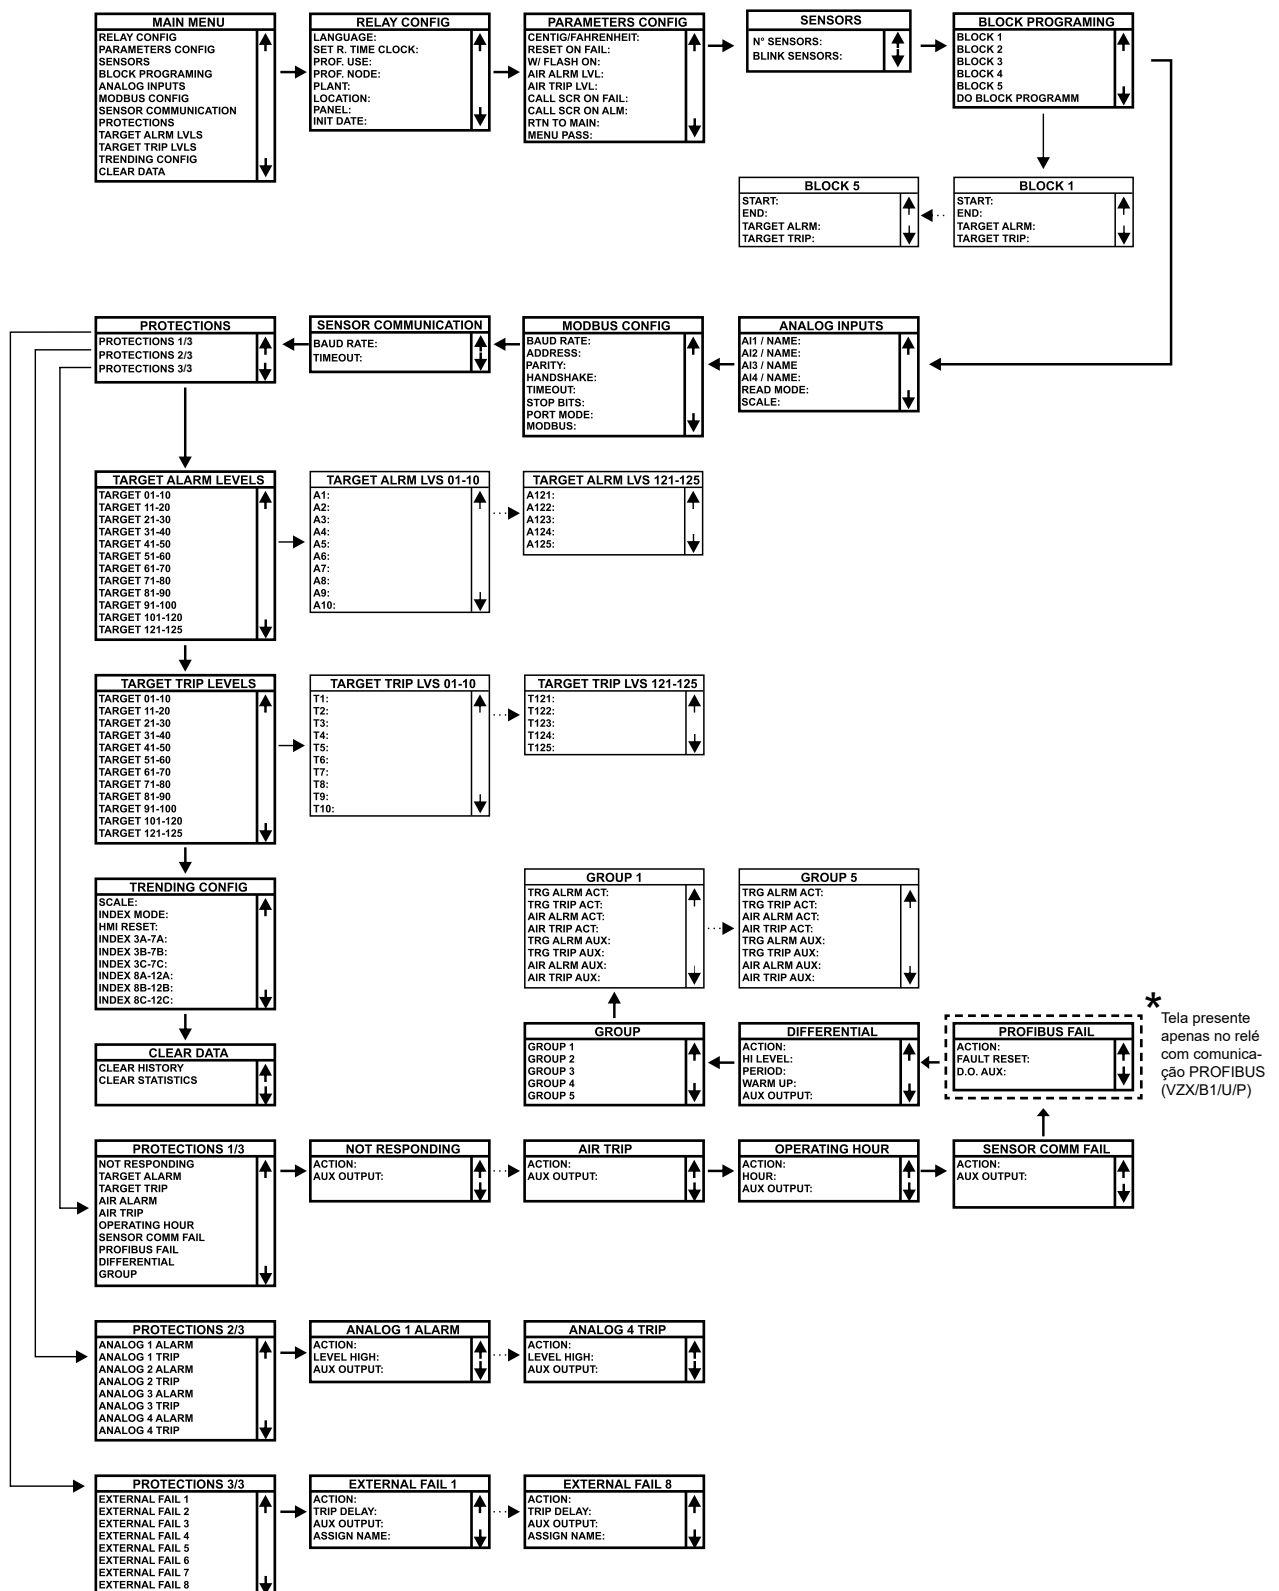 MAIN MENU
RELAY CONFIG
PARAMETERS CONFIG
SENSORS
BLOCK PROGRAMING
ANALOG INPUTS
MODBUS CONFIG
SENSOR COMMUNICATION
PROTECTIONS
TARGET ALRM LVLS
TARGET TRIP LVLS
TRENDING CONFIG
CLEAR DATA
RELAY CONFIG
LANGUAGE:
SET R. TIME CLOCK:
PROF. USE:
PROF. NODE:
PLANT:
LOCATION:
PANEL:
INIT DATE:
PARAMETERS CONFIG
CENTIG/FAHRENHEIT:
RESET ON FAIL:
W/ FLASH ON:
AIR ALRM LVL:
AIR TRIP LVL:
CALL SCR ON FAIL:
CALL SCR ON ALM:
RTN TO MAIN:
MENU PASS:
SENSORS
N° SENSORS:
BLINK SENSORS:
BLOCK PROGRAMING
BLOCK 1
BLOCK 2
BLOCK 3
BLOCK 4
BLOCK 5
DO BLOCK PROGRAMM
BLOCK 5
START:
END:
TARGET ALRM:
TARGET TRIP:
BLOCK 1
START:
END:
TARGET ALRM:
TARGET TRIP:
PROTECTIONS
PROTECTIONS 1/3
PROTECTIONS 2/3
PROTECTIONS 3/3
SENSOR COMMUNICATION
BAUD RATE:
TIMEOUT:
MODBUS CONFIG
BAUD RATE:
ADDRESS:
PARITY:
HANDSHAKE:
TIMEOUT:
STOP BITS:
PORT MODE:
MODBUS:
ANALOG INPUTS
AI1 / NAME:
AI2 / NAME:
AI3 / NAME
AI4 / NAME:
READ MODE:
SCALE:
TARGET ALARM LEVELS
TARGET 01-10
TARGET 11-20
TARGET 21-30
TARGET 31-40
TARGET 41-50
TARGET 51-60
TARGET 61-70
TARGET 71-80
TARGET 81-90
TARGET 91-100
TARGET 101-120
TARGET 121-125
TARGET ALRM LVS 01-10
A1:
A2:
A3:
A4:
A5:
A6:
A7:
A8:
A9:
A10:
TARGET ALRM LVS 121-125
A121:
A122:
A123:
A124:
A125:
TARGET TRIP LEVELS
TARGET 01-10
TARGET 11-20
TARGET 21-30
TARGET 31-40
TARGET 41-50
TARGET 51-60
TARGET 61-70
TARGET 71-80
TARGET 81-90
TARGET 91-100
TARGET 101-120
TARGET 121-125
TARGET TRIP LVS 01-10
T1:
T2:
T3:
T4:
T5:
T6:
T7:
T8:
T9:
T10:
TARGET TRIP LVS 121-125
T121:
T122:
T123:
T124:
T125:
TRENDING CONFIG
SCALE:
INDEX MODE:
HMI RESET:
INDEX 3A-7A:
INDEX 3B-7B:
INDEX 3C-7C:
INDEX 8A-12A:
INDEX 8B-12B:
INDEX 8C-12C:
GROUP 1
TRG ALRM ACT:
TRG TRIP ACT:
AIR ALRM ACT:
AIR TRIP ACT:
TRG ALRM AUX:
TRG TRIP AUX:
AIR ALRM AUX:
AIR TRIP AUX:
GROUP 5
TRG ALRM ACT:
TRG TRIP ACT:
AIR ALRM ACT:
AIR TRIP ACT:
TRG ALRM AUX:
TRG TRIP AUX:
AIR ALRM AUX:
AIR TRIP AUX:
CLEAR DATA
CLEAR HISTORY
CLEAR STATISTICS
GROUP
GROUP 1
GROUP 2
GROUP 3
GROUP 4
GROUP 5
DIFFERENTIAL
ACTION:
HI LEVEL:
PERIOD:
WARM UP:
AUX OUTPUT:
PROFIBUS FAIL
ACTION:
FAULT RESET:
D.O. AUX:
*
Tela presente
apenas no relé
com comunica-
ção PROFIBUS
(VZX/B1/U/P)
PROTECTIONS 1/3
NOT RESPONDING
TARGET ALARM
TARGET TRIP
AIR ALARM
AIR TRIP
OPERATING HOUR
SENSOR COMM FAIL
PROFIBUS FAIL
DIFFERENTIAL
GROUP
NOT RESPONDING
ACTION:
AUX OUTPUT:
AIR TRIP
ACTION:
AUX OUTPUT:
OPERATING HOUR
ACTION:
HOUR:
AUX OUTPUT:
SENSOR COMM FAIL
ACTION:
AUX OUTPUT:
PROTECTIONS 2/3
ANALOG 1 ALARM
ANALOG 1 TRIP
ANALOG 2 ALARM
ANALOG 2 TRIP
ANALOG 3 ALARM
ANALOG 3 TRIP
ANALOG 4 ALARM
ANALOG 4 TRIP
ANALOG 1 ALARM
ACTION:
LEVEL HIGH:
AUX OUTPUT:
ANALOG 4 TRIP
ACTION:
LEVEL HIGH:
AUX OUTPUT:
PROTECTIONS 3/3
EXTERNAL FAIL 1
EXTERNAL FAIL 2
EXTERNAL FAIL 3
EXTERNAL FAIL 4
EXTERNAL FAIL 5
EXTERNAL FAIL 6
EXTERNAL FAIL 7
EXTERNAL FAIL 8
EXTERNAL FAIL 1
ACTION:
TRIP DELAY:
AUX OUTPUT:
ASSIGN NAME:
EXTERNAL FAIL 8
ACTION:
TRIP DELAY:
AUX OUTPUT:
ASSIGN NAME: